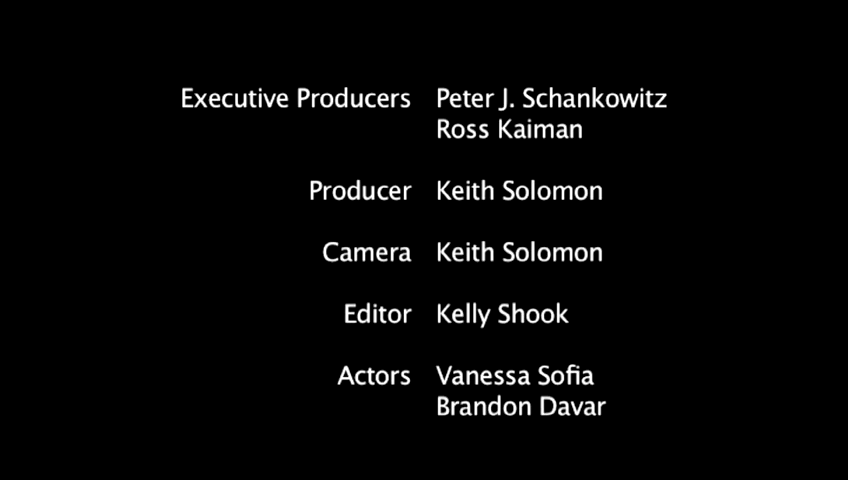 Executive Producers Peter J. Schankowitz
Ross Kaiman
Producer Keith Solomon
Camera Keith Solomon
Editor Kelly Shook
Actors Vanessa Sofia
Brandon Davar